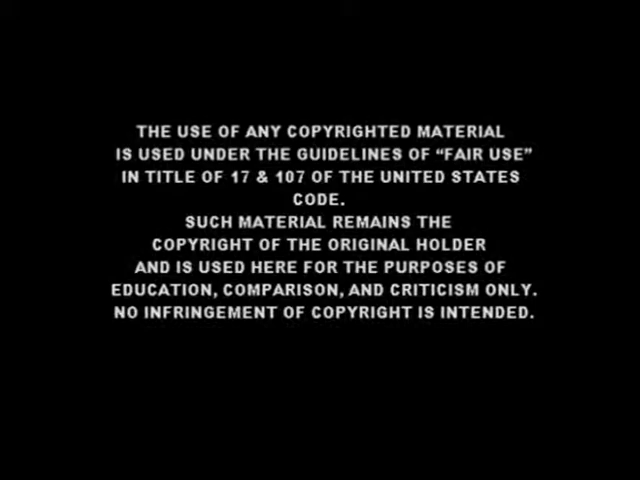 THE USE OF ANY COPYRIGHTED MATERIAL
IS USED UNDER THE GUIDELINES OF “FAIR USE”
IN TITLE OF 17 & 107 OF THE UNITED STATES
CODE.
SUCH MATERIAL REMAINS THE
COPYRIGHT OF THE ORIGINAL HOLDER
AND IS USED HERE FOR THE PURPOSES OF
EDUCATION, COMPARISON, AND CRITICISM ONLY.
NO INFRINGEMENT OF COPYRIGHT IS INTENDED.